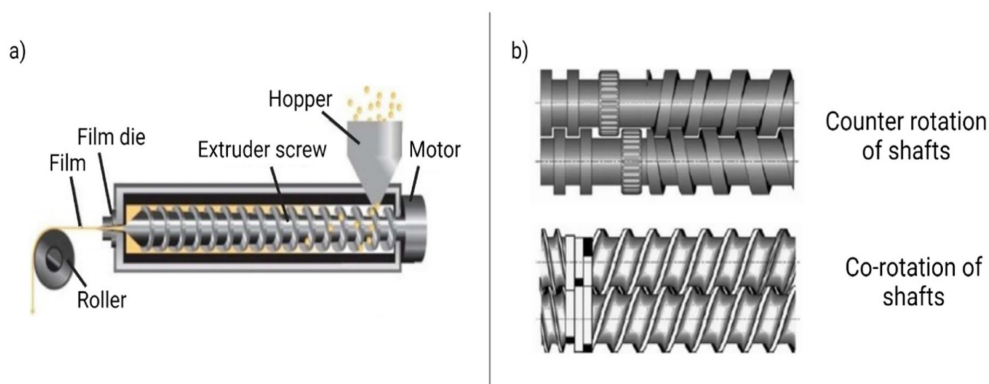 a)
Hopper
Film die
Extruder screw
Motor
Film
Roller
b)
Counter rotation
of shafts
Co-rotation of
shafts